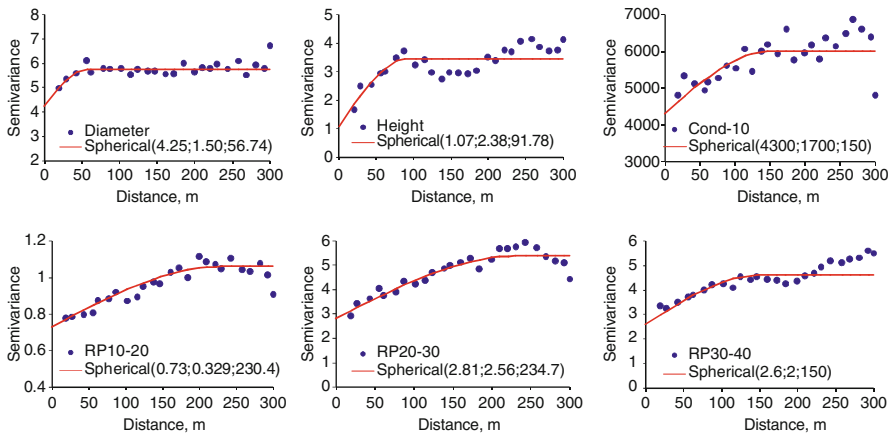 Semivariance
8
7
6
5
4
3
2
Diameter
Spherical(4.25;1.50;56.74)
0 50 100 150 200 250 300
Distance, m
Semivariance
5
4
3
2
1
0
Height
Spherical(1.07;2.38;91.78)
0 50 100 150 200 250 300
Distance, m
Semivariance
7000
6000
5000
4000
3000
Cond-10
Spherical(4300;1700;150)
0 50 100 150 200 250 300
Distance, m
Semivariance
1.2
1
0.8
0.6
0.4
RP10-20
Spherical(0.73;0.329;230.4)
0 50 100 150 200 250 300
Distance, m
Semivariance
6
5
4
3
2
1
0
RP20-30
Spherical(2.81;2.56;234.7)
0 50 100 150 200 250 300
Distance, m
Semivariance
6
5
4
3
2
1
0
RP30-40
Spherical(2.6;2;150)
0 50 100 150 200 250 300
Distance, m